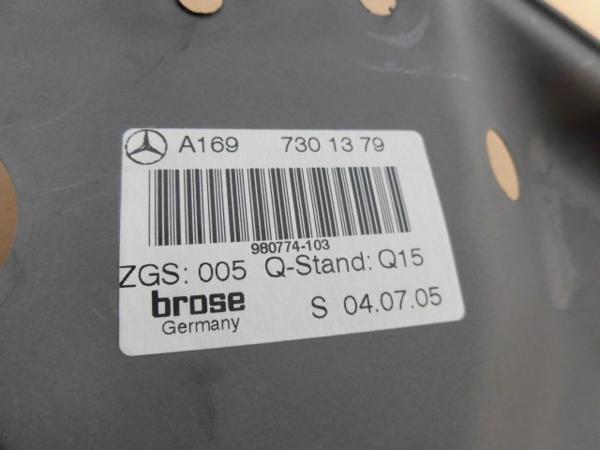 A169 730 13 79
980774-103
ZGS: 005 Q-Stand: Q15
brose
Germany
S 04.07.05